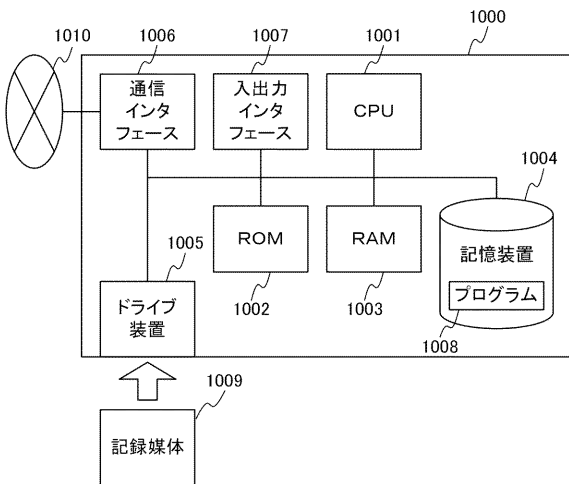 1010
1006
1007
1001
1000
通信
インタ
フェース
入出力
インタ
フェース
CPU
1004
1005
ROM
RAM
記憶装置
プログラム
ドライブ
装置
1002
1003
1008
1009
記録媒体